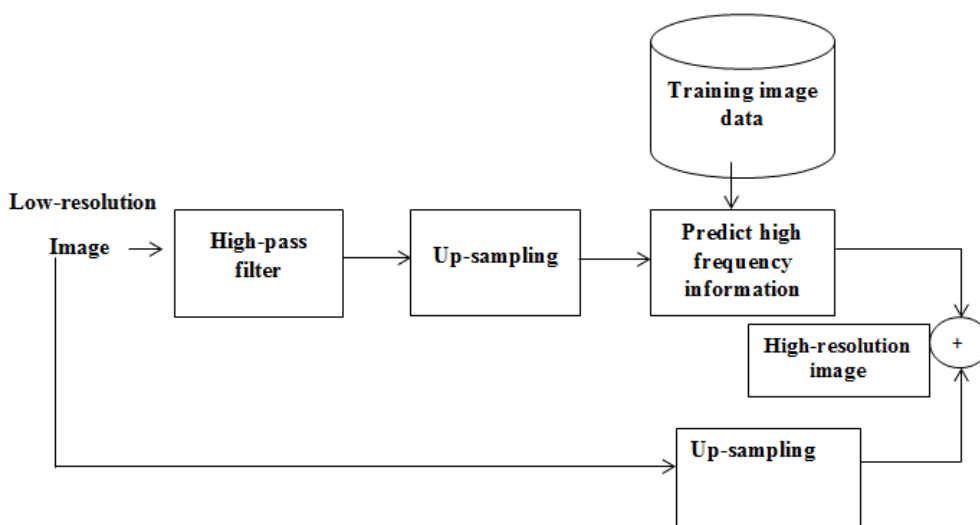 Training image
data
Low-resolution
Image
High-pass
filter
Up-sampling
Predict high
frequency
information
High-resolution
image
+
Up-sampling